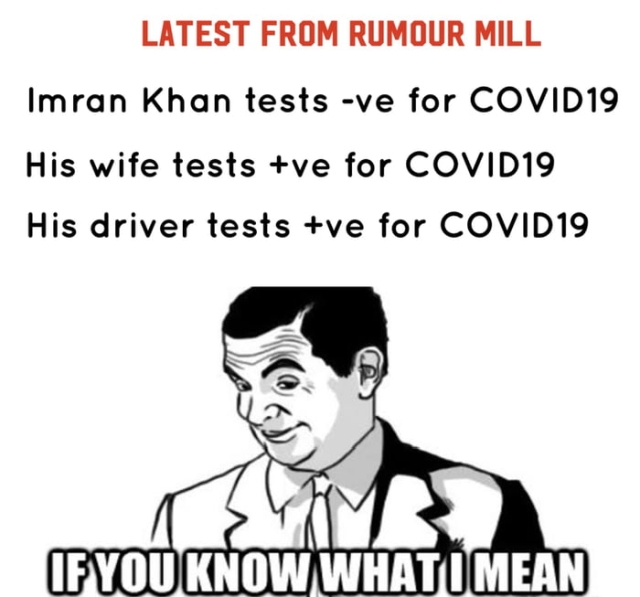 LATEST FROM RUMOUR MILL
Imran Khan tests -ve for COVID19
His wife tests +ve for COVID19
His driver tests +ve for COVID19
IF YOU KNOW WHAT I MEAN